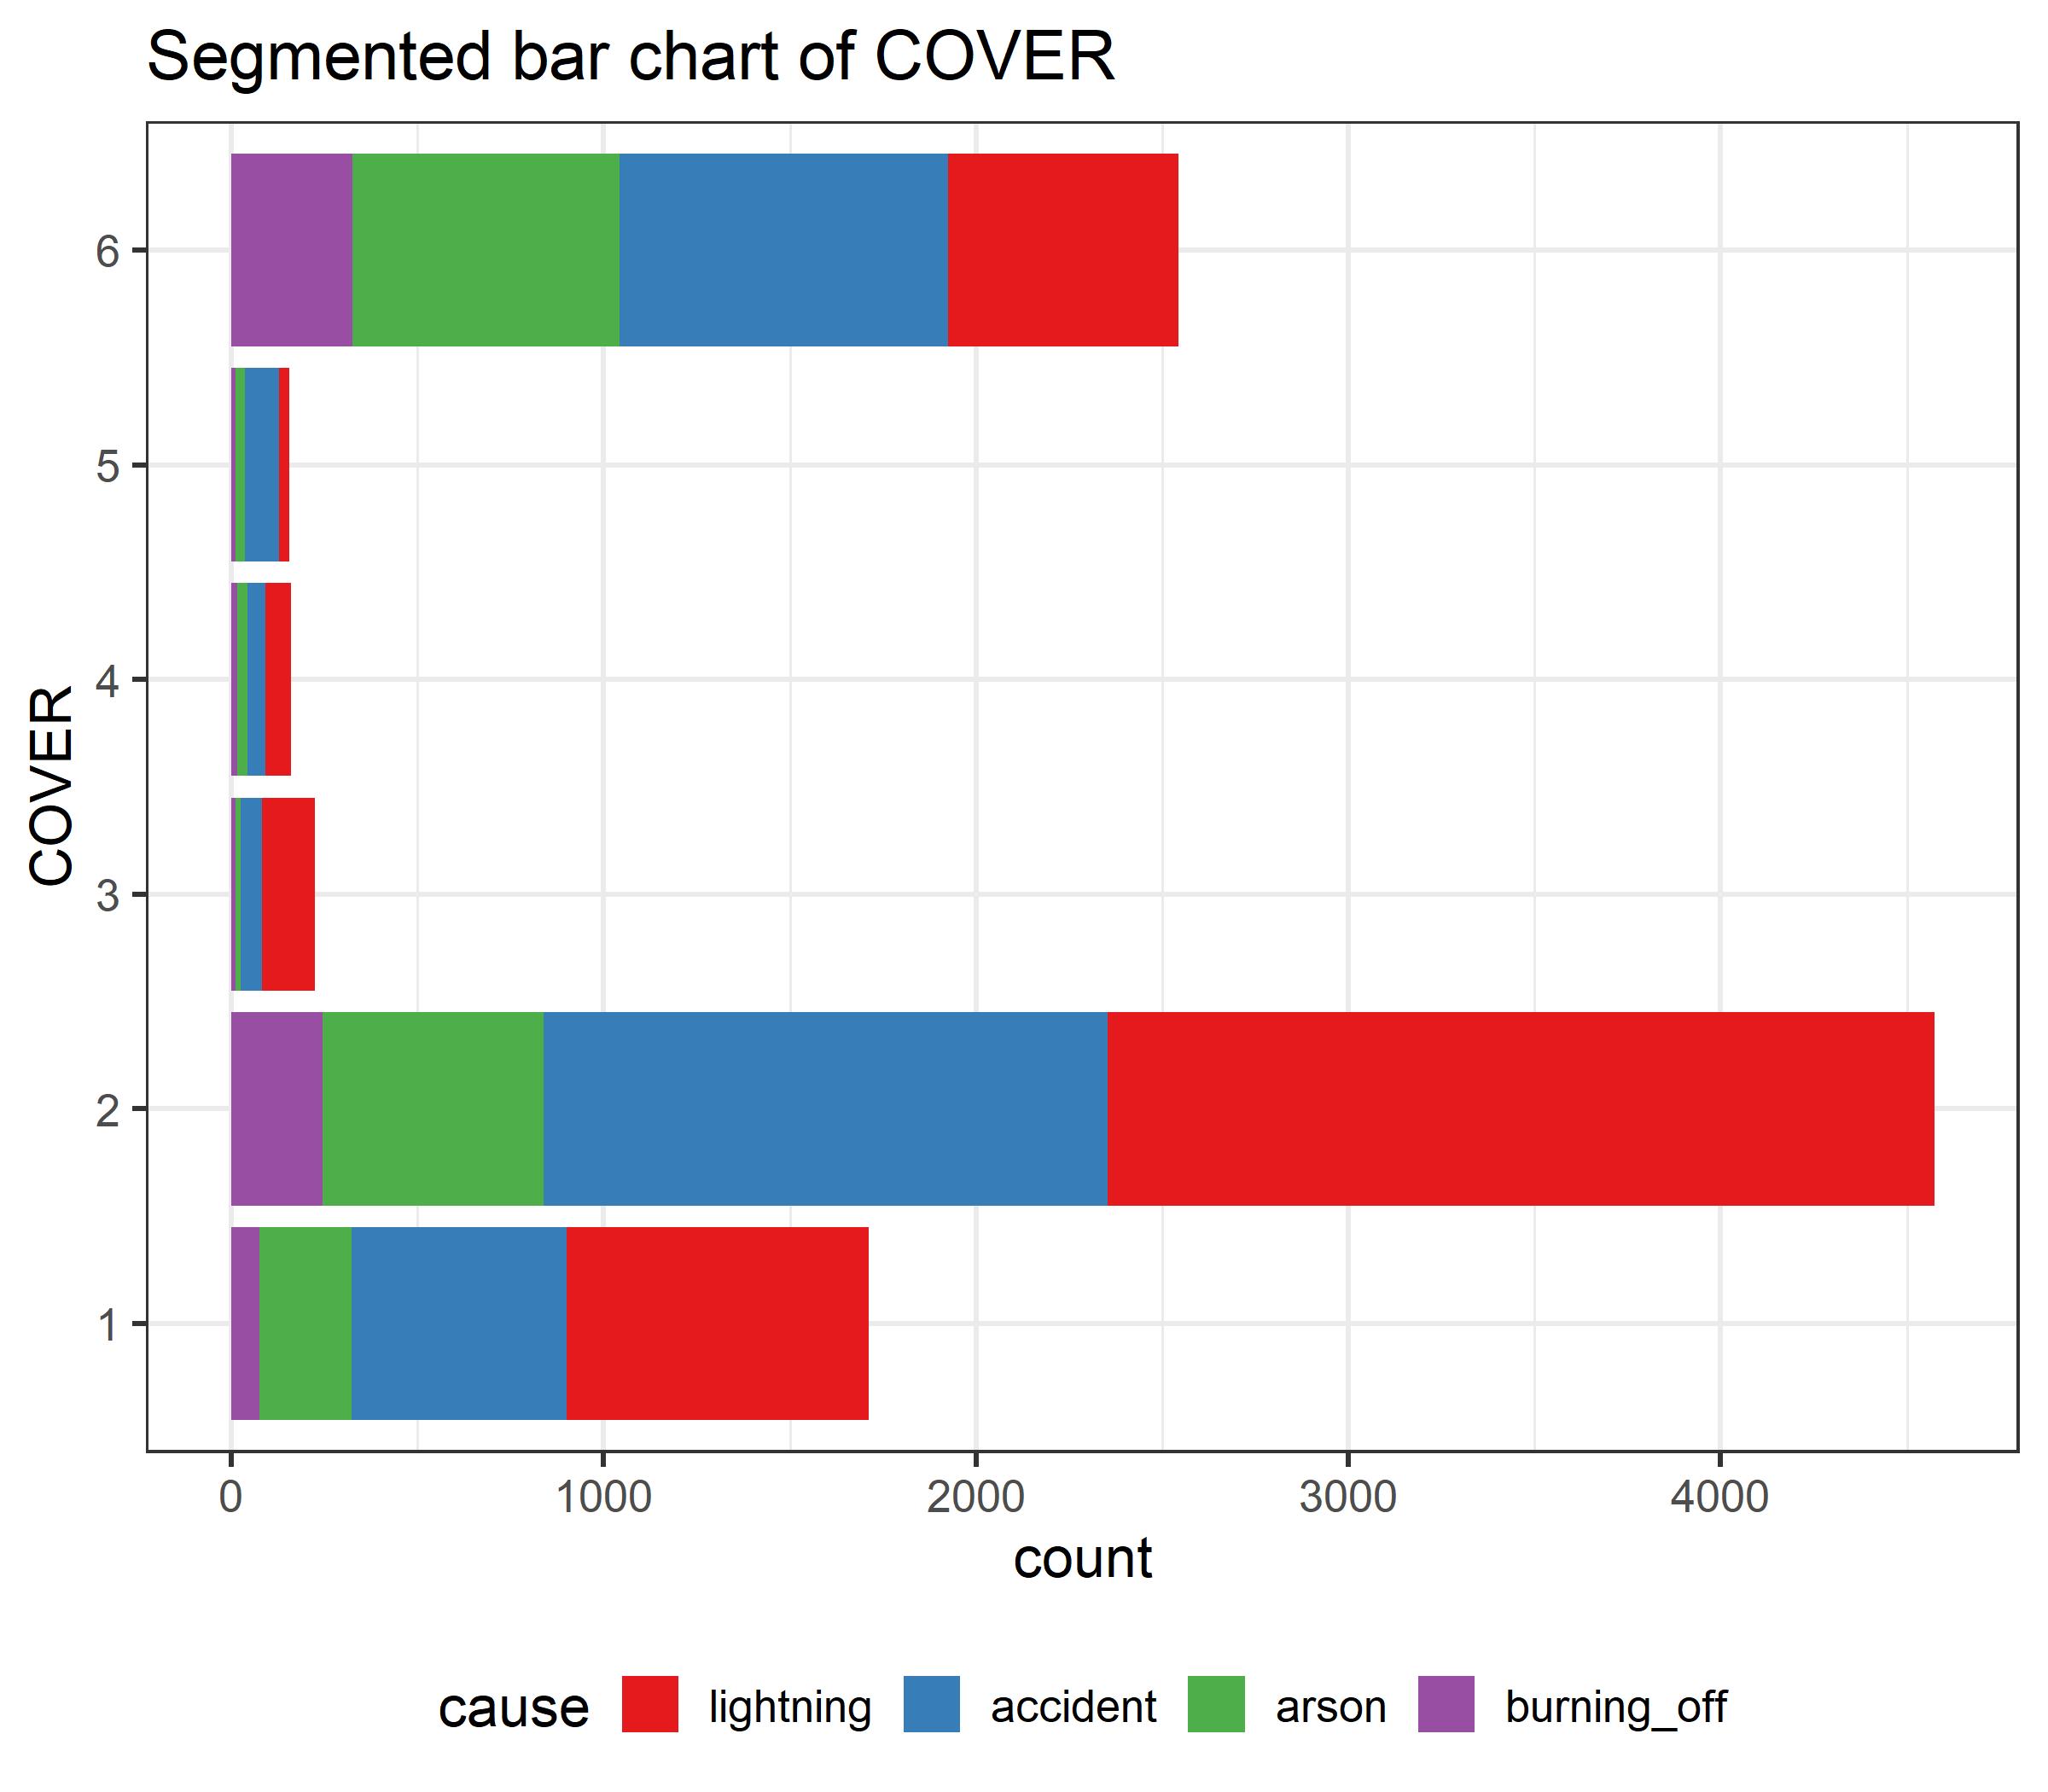 Segmented bar chart of COVER
COVER
6
5
4
3
2
1
0 1000 2000 3000 4000
count
cause lightning accident arson burning_off